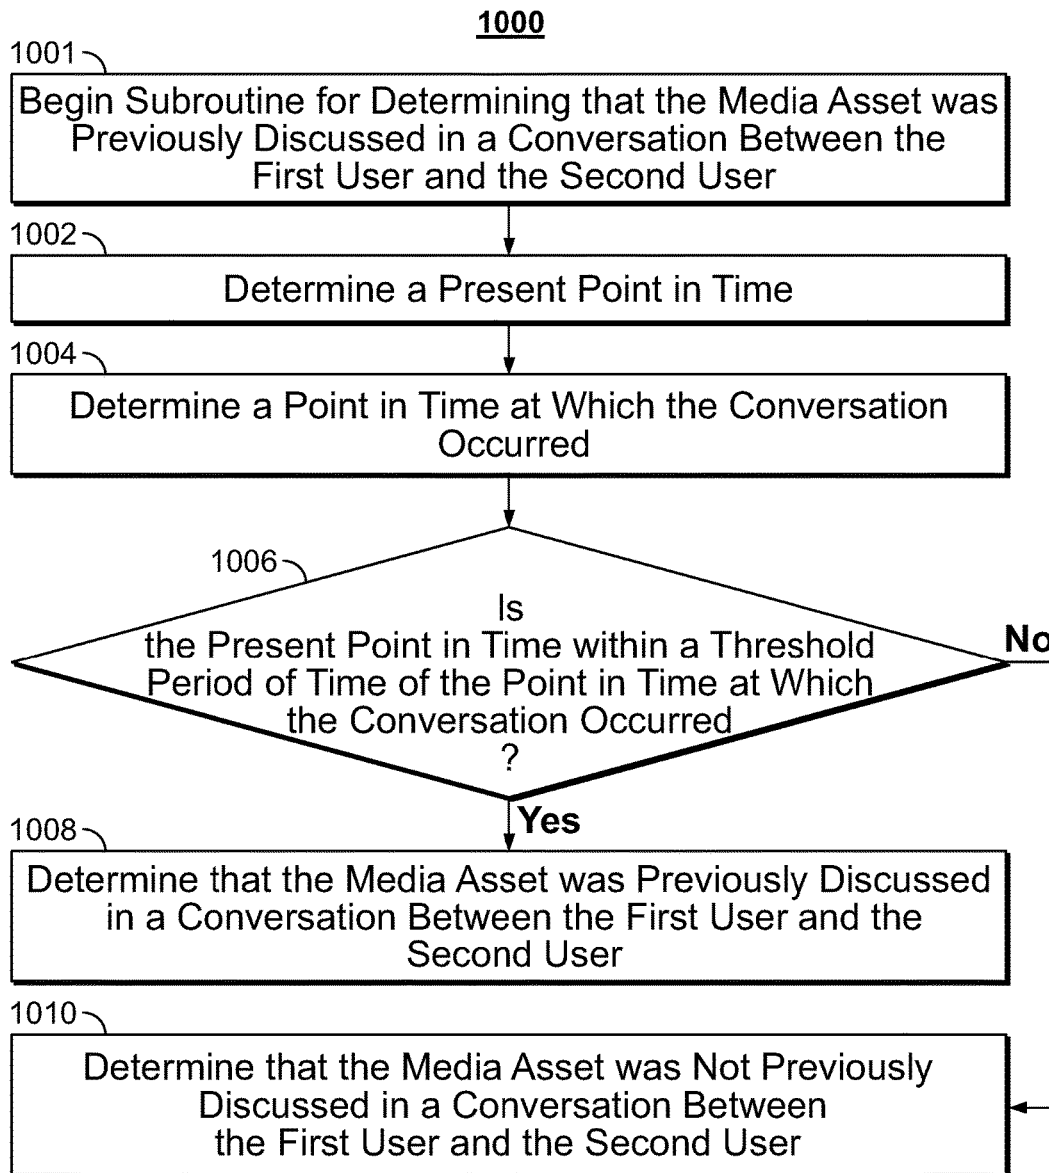 1000
1001
Begin Subroutine for Determining that the Media Asset was
Previously Discussed in a Conversation Between the
First User and the Second User
1002
Determine a Present Point in Time
1004
Determine a Point in Time at Which the Conversation
Occurred
1006
Is
the Present Point in Time within a Threshold
Period of Time of the Point in Time at Which
the Conversation Occurred
?
No
Yes
1008
Determine that the Media Asset was Previously Discussed
in a Conversation Between the First User and the
Second User
1010
Determine that the Media Asset was Not Previously
Discussed in a Conversation Between
the First User and the Second User